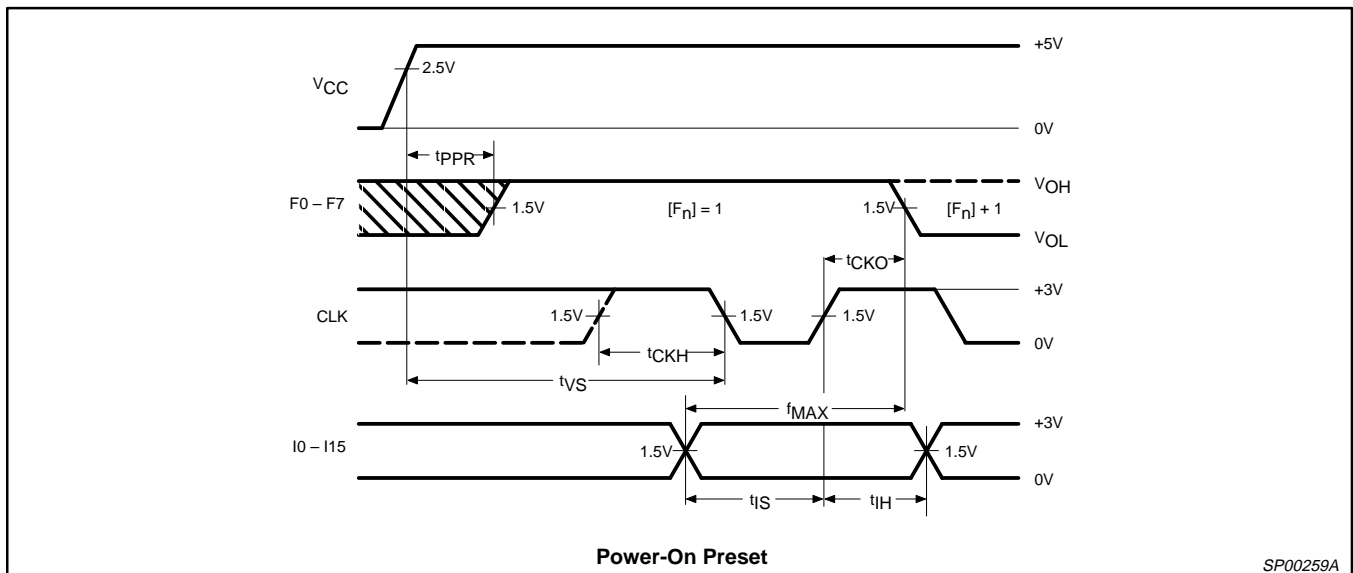 +5V
2.5V
VCC
0V
tPPR
VOH
F0 – F7
1.5V
[Fn] = 1
1.5V
[Fn] + 1
VOL
tCKO
+3V
CLK
1.5V
1.5V
1.5V
0V
tCKH
tVS
fMAX
+3V
I0 – I15
1.5V
1.5V
0V
tIS
tIH
Power-On Preset
SP00259A